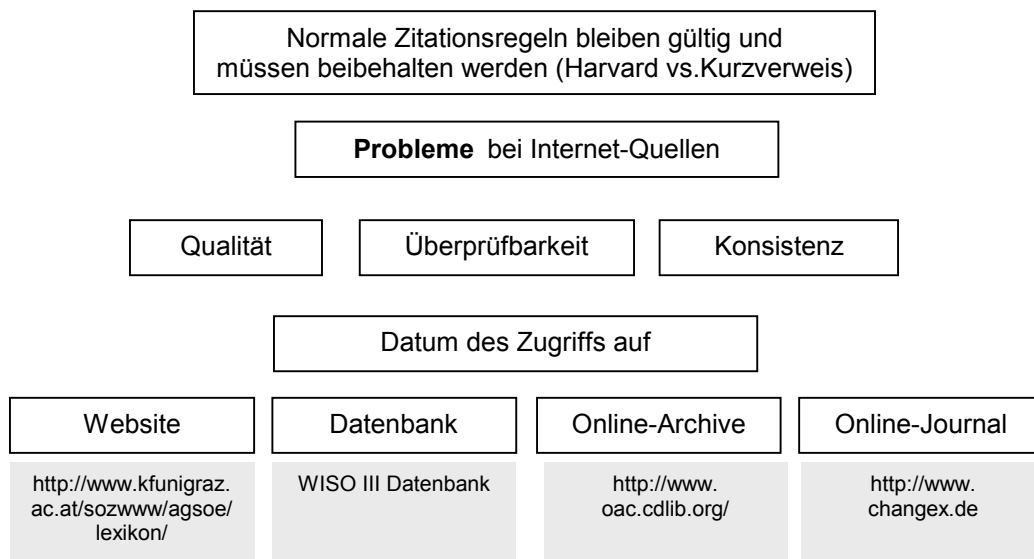 Normale Zitationsregeln bleiben gültig und
müssen beibehalten werden (Harvard vs.Kurzverweis)
Probleme bei Internet-Quellen
Qualität
Überprüfbarkeit
Konsistenz
Datum des Zugriffs auf
Website
Datenbank
Online-Archive
Online-Journal
http://www.kfunigraz.
ac.at/sozwww/agsoe/
lexikon/
WISO III Datenbank
http://www.
oac.cdlib.org/
http://www.
changex.de